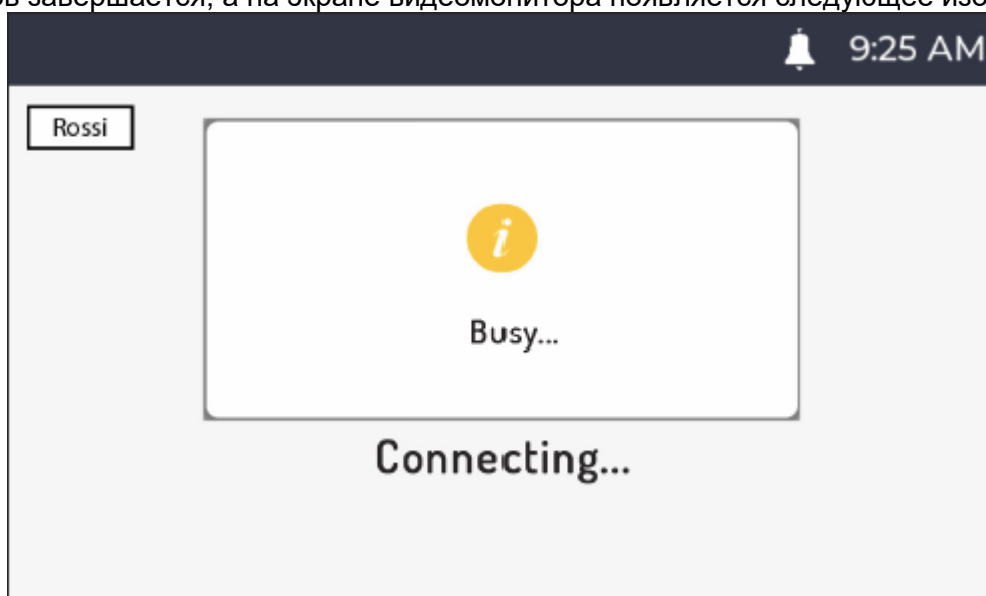 завершается, а на экране видеомонитора появляется следующее
9:25 AM
Rossi
i
Busy...
Connecting...